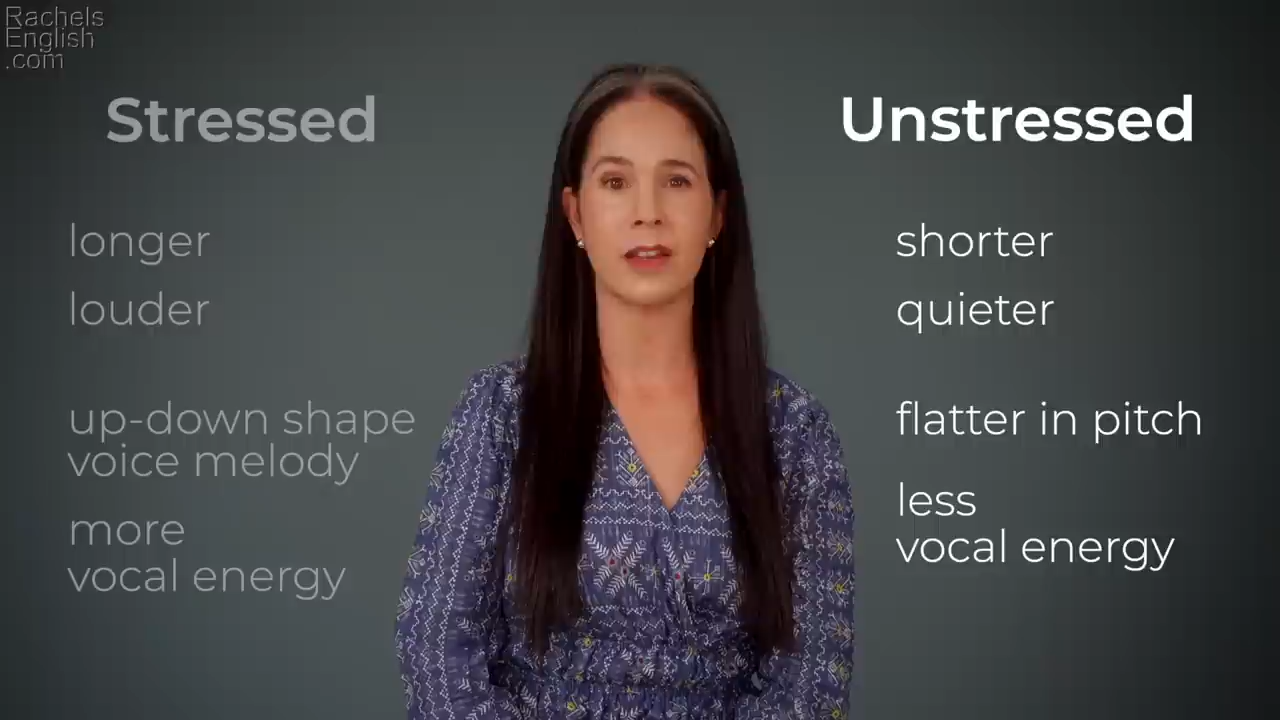 Rachels
English
.com
Stressed
longer
louder
up-down shape
voice melody
more
vocal energy
Unstressed
shorter
quieter
flatter in pitch
less
vocal energy